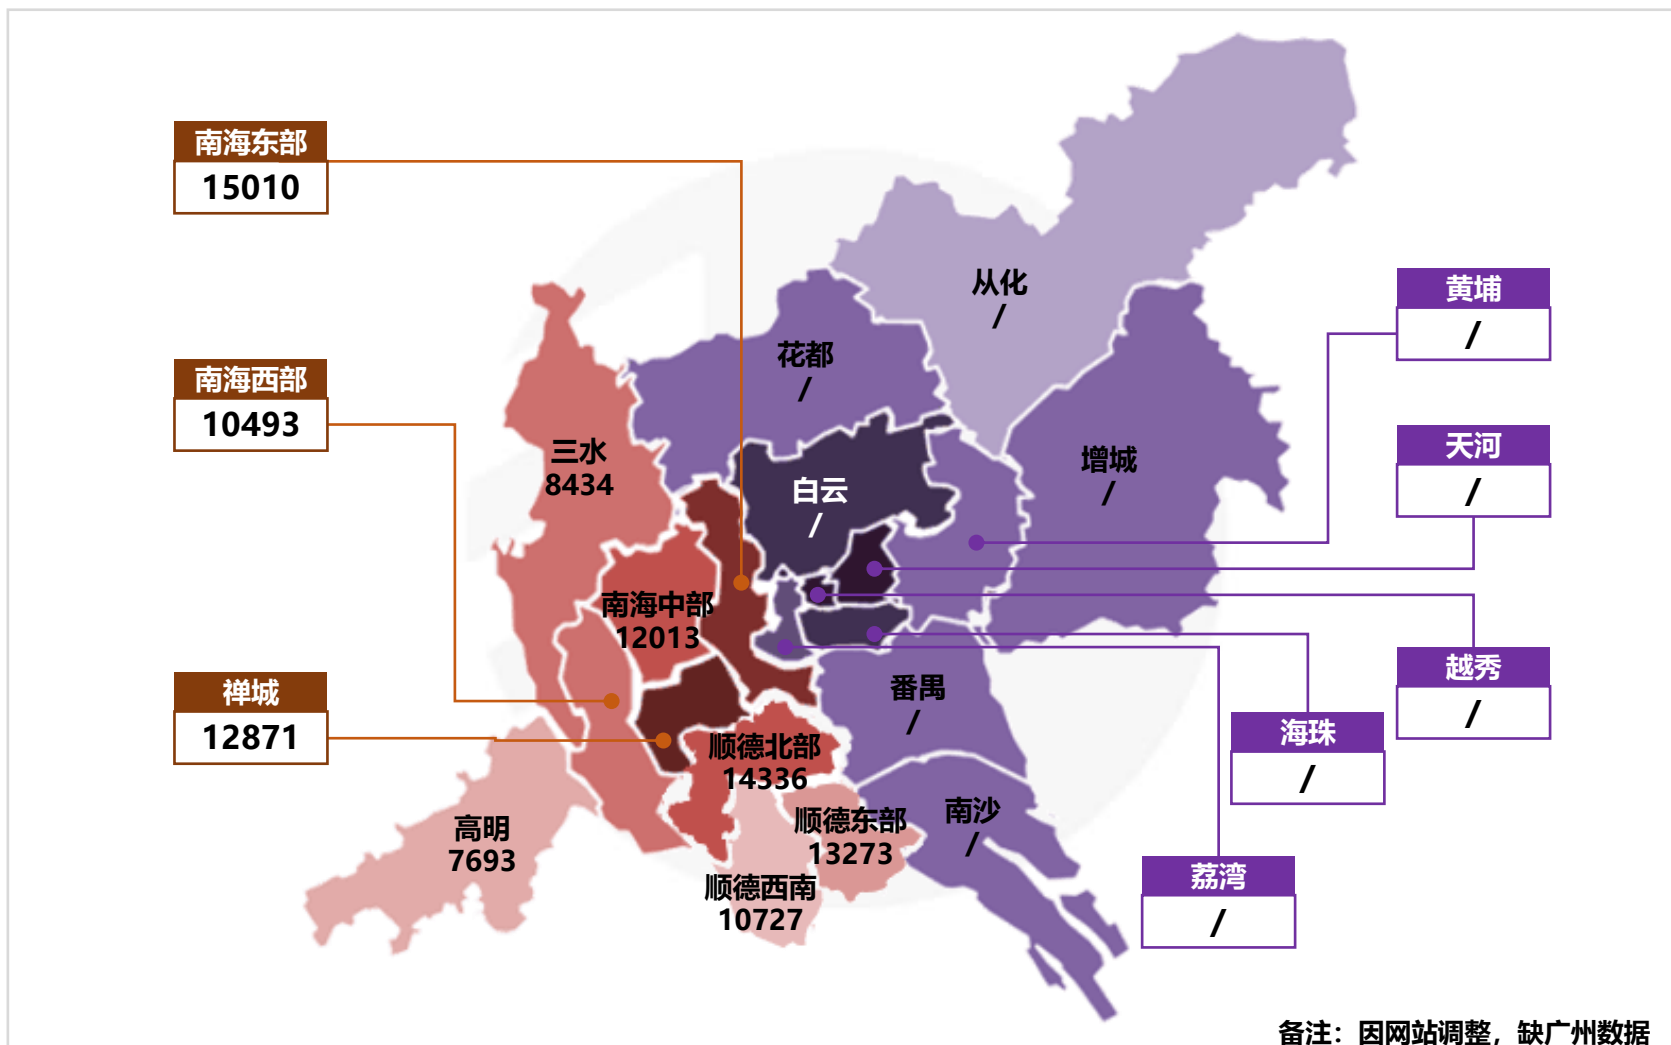 南海东部
15010
南海西部
10493
禅城
12871
从化
/
花都
/
三水
8434
白云
/
增城
/
南海中部
12013
番禺
/
顺德北部
14336
顺德东部
13273
南沙
/
高明
7693
顺德西南
10727
黄埔
/
天河
/
越秀
/
海珠
/
荔湾
/
备注：因网站调整，缺广州数据